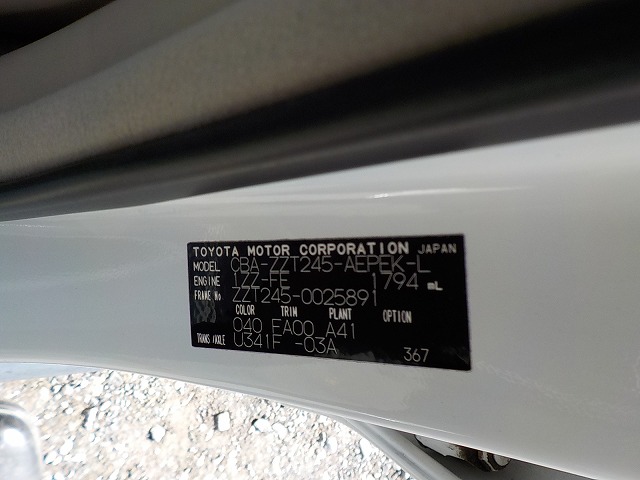 TOYOTA MOTOR CORPORATION JAPAN
MODEL CBA-ZZT245-AEPEK-L
ENGINE 1ZZ-FE 1794 mL
FRAME No ZZT245-0025891
COLOR TRIM PLANT OPTION
040 FA00 A41
TRANS/AXLE U341F -03A
367